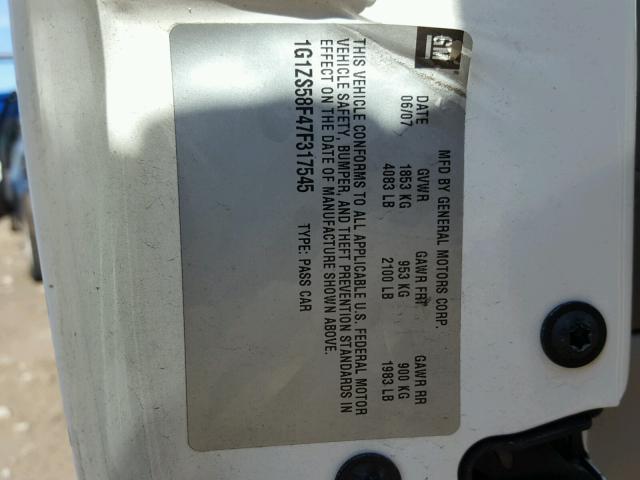 GM
MFD BY GENERAL MOTORS CORP.
DATE GVWR GAWR FRT GAWR RR
06/07 1853 KG 953 KG 900 KG
4083 LB 2100 LB 1983 LB
THIS VEHICLE CONFORMS TO ALL APPLICABLE U.S. FEDERAL MOTOR
VEHICLE SAFETY, BUMPER, AND THEFT PREVENTION STANDARDS IN
EFFECT ON THE DATE OF MANUFACTURE SHOWN ABOVE.
1G1ZS58F47F317545 TYPE: PASS CAR